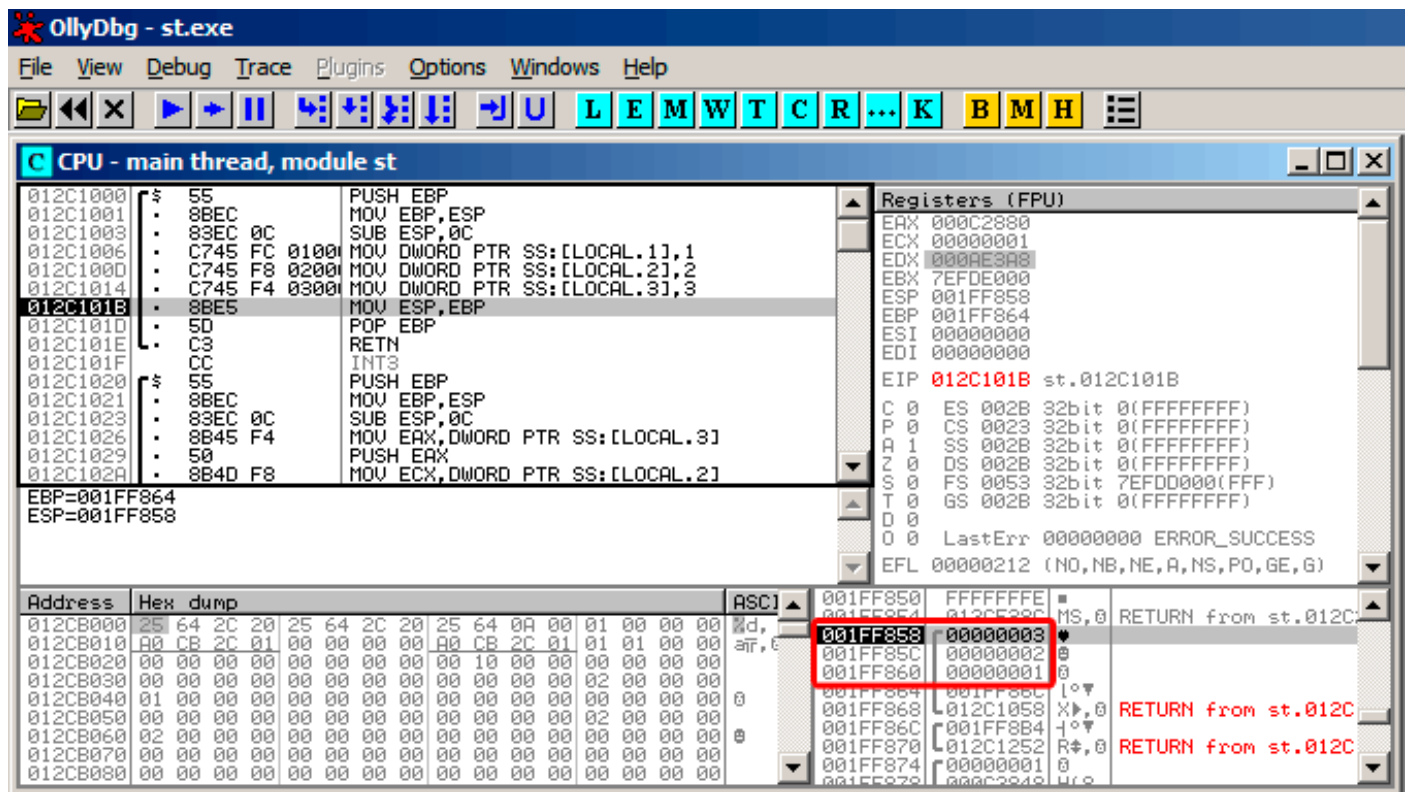 OllyDbg - st.exe
File View Debug Trace Plugins Options Windows Help
L E M W T C R ... K B M H
C CPU - main thread, module st
012C1000 $ 55 PUSH EBP
012C1001 . 8BEC MOV EBP,ESP
012C1003 . 83EC 0C SUB ESP,0C
012C1006 . C745 FC 0100 MOV DWORD PTR SS:[LOCAL.1],1
012C100D . C745 F8 0200 MOV DWORD PTR SS:[LOCAL.2],2
012C1014 . C745 F4 0300 MOV DWORD PTR SS:[LOCAL.3],3
012C101B . 8BE5 MOV ESP,EBP
012C101D . 5D POP EBP
012C101E . C3 RETN
012C101F CC INT3
012C1020 $ 55 PUSH EBP
012C1021 . 8BEC MOV EBP,ESP
012C1023 . 83EC 0C SUB ESP,0C
012C1026 . 8B45 F4 MOV EAX,DWORD PTR SS:[LOCAL.3]
012C1029 . 50 PUSH EAX
012C102A . 8B4D F8 MOV ECX,DWORD PTR SS:[LOCAL.2]
EBP=001FF864
ESP=001FF858
Registers (FPU)
EAX 000C2880
ECX 00000001
EDX 000AE3A8
EBX 7EFDE000
ESP 001FF858
EBP 001FF864
ESI 00000000
EDI 00000000
EIP 012C101B st.012C101B
C 0 ES 002B 32bit 0(FFFFFFFF)
P 0 CS 0023 32bit 0(FFFFFFFF)
A 1 SS 002B 32bit 0(FFFFFFFF)
Z 0 DS 002B 32bit 0(FFFFFFFF)
S 0 FS 0053 32bit 7EFDD000(FFF)
T 0 GS 002B 32bit 0(FFFFFFFF)
D 0
O 0 LastErr 00000000 ERROR_SUCCESS
EFL 00000212 (NO,NB,NE,A,NS,PO,GE,G)
Address Hex dump ASCI
012CB000 25 64 2C 20 25 64 2C 20 25 64 0A 00 01 00 00 00 %d,
012CB010 A0 CB 2C 01 00 00 00 00 A0 CB 2C 01 01 01 00 00
012CB020 00 00 00 00 00 00 00 00 00 10 00 00 00 00 00 00
012CB030 00 00 00 00 00 00 00 00 00 00 00 00 02 00 00 00
012CB040 01 00 00 00 00 00 00 00 00 00 00 00 00 00 00 00
012CB050 00 00 00 00 00 00 00 00 00 00 00 00 02 00 00 00
012CB060 02 00 00 00 00 00 00 00 00 00 00 00 00 00 00 00
012CB070 00 00 00 00 00 00 00 00 00 00 00 00 00 00 00 00
012CB080 00 00 00 00 00 00 00 00 00 00 00 00 00 00 00 00
001FF850 FFFFFFFE
RETURN from st.012C
001FF858 00000003
001FF85C 00000002
001FF860 00000001
001FF864 001FF86C
001FF868 012C1058 RETURN from st.012C
001FF86C 001FF8B4
001FF870 012C1252 RETURN from st.012C
001FF874 00000001